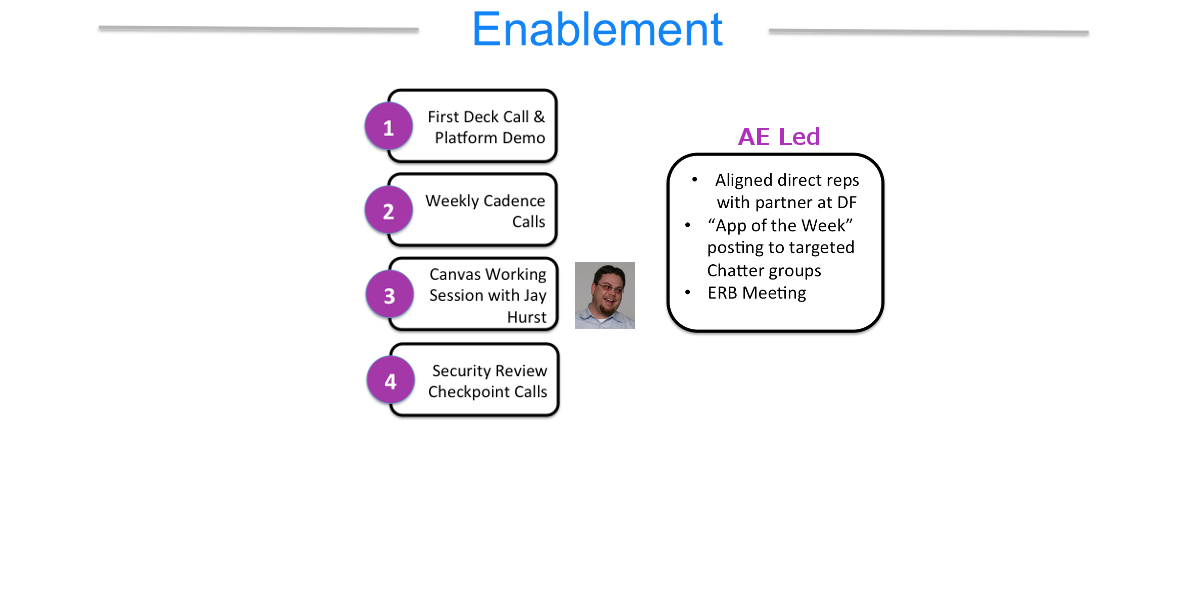 Enablement
1
First Deck Call &
Platform Demo
2
Weekly Cadence
Calls
3
Canvas Working
Session with Jay
Hurst
4
Security Review
Checkpoint Calls
AE Led
• Aligned direct reps
with partner at DF
• “App of the Week”
posting to targeted
Chatter groups
• ERB Meeting